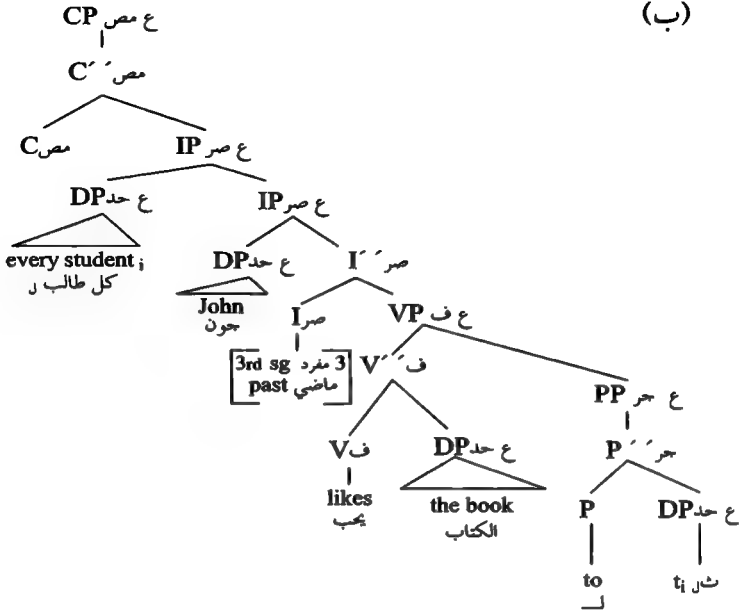 (ب)
CP ع مص
C´´ مص
C مص IP ع صر
DP ع حد IP ع صر
every student i DP ع حد I´´ صر
كل طالب ر
John I صر VP ع ف
جون
3rd sg 3 مفرد V´´ ف
past ماضي PP ع جر
V ف DP ع حد P´´ جر
likes the book P DP ع حد
يحب الكتاب
to ti ث ر
لـ